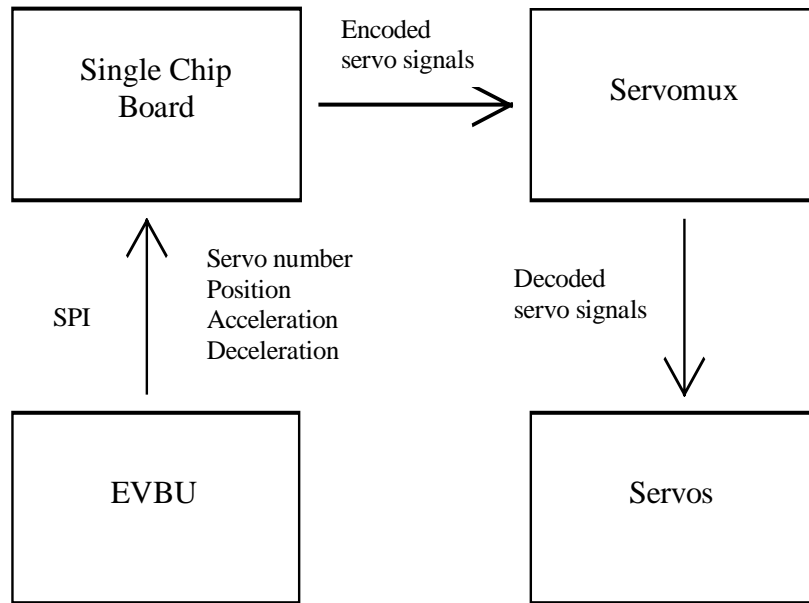 Single Chip
Board
Encoded
servo signals
Servomux
SPI
Servo number
Position
Acceleration
Deceleration
Decoded
servo signals
EVBU
Servos